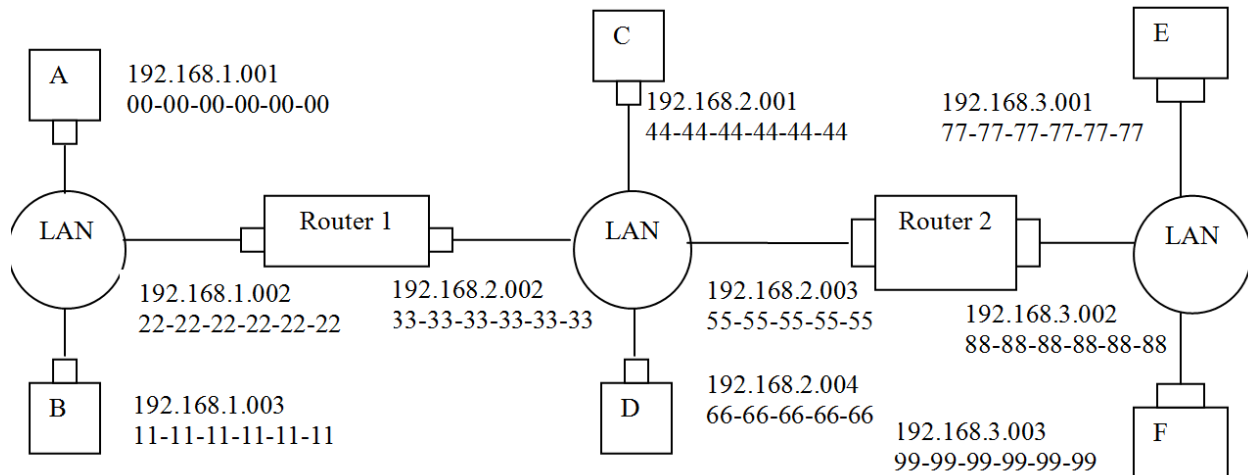 A
192.168.1.001
00-00-00-00-00-00
C
192.168.2.001
44-44-44-44-44-44
E
192.168.3.001
77-77-77-77-77-77
LAN
Router 1
LAN
Router 2
LAN
192.168.1.002
22-22-22-22-22-22
192.168.2.002
33-33-33-33-33-33
192.168.2.003
55-55-55-55-55
192.168.3.002
88-88-88-88-88-88
B
192.168.1.003
11-11-11-11-11-11
D
192.168.2.004
66-66-66-66-66
192.168.3.003
99-99-99-99-99-99
F